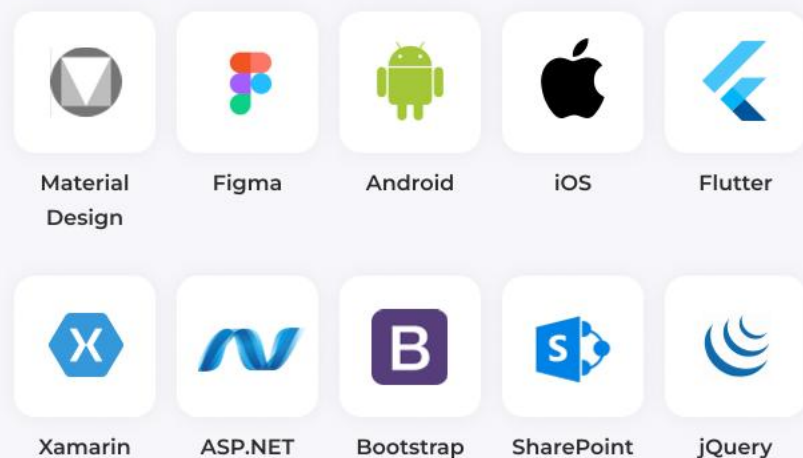 Material
Design
Figma
Android
iOS
Flutter
X
B
S
Xamarin
ASP.NET
Bootstrap
SharePoint
jQuery